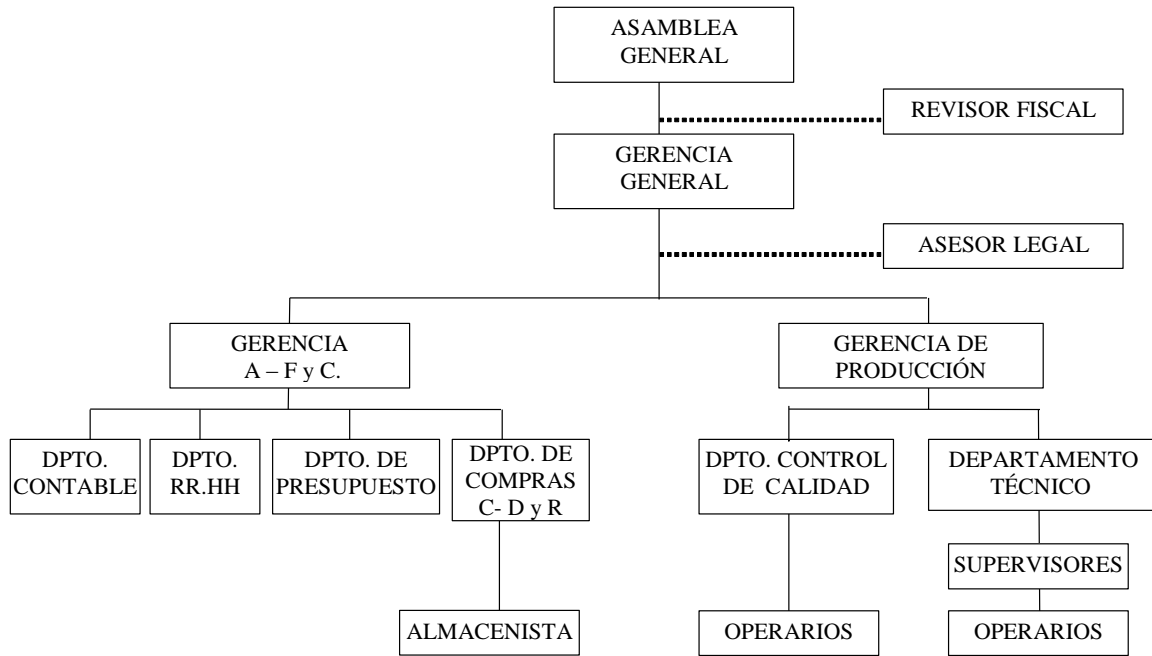 ASAMBLEA
GENERAL
REVISOR FISCAL
GERENCIA
GENERAL
ASESOR LEGAL
GERENCIA
A – F y C.
GERENCIA DE
PRODUCCIÓN
DPTO.
CONTABLE
DPTO.
RR.HH
DPTO. DE
PRESUPUESTO
DPTO. DE
COMPRAS
C- D y R
DPTO. CONTROL
DE CALIDAD
DEPARTAMENTO
TÉCNICO
SUPERVISORES
ALMACENISTA
OPERARIOS
OPERARIOS